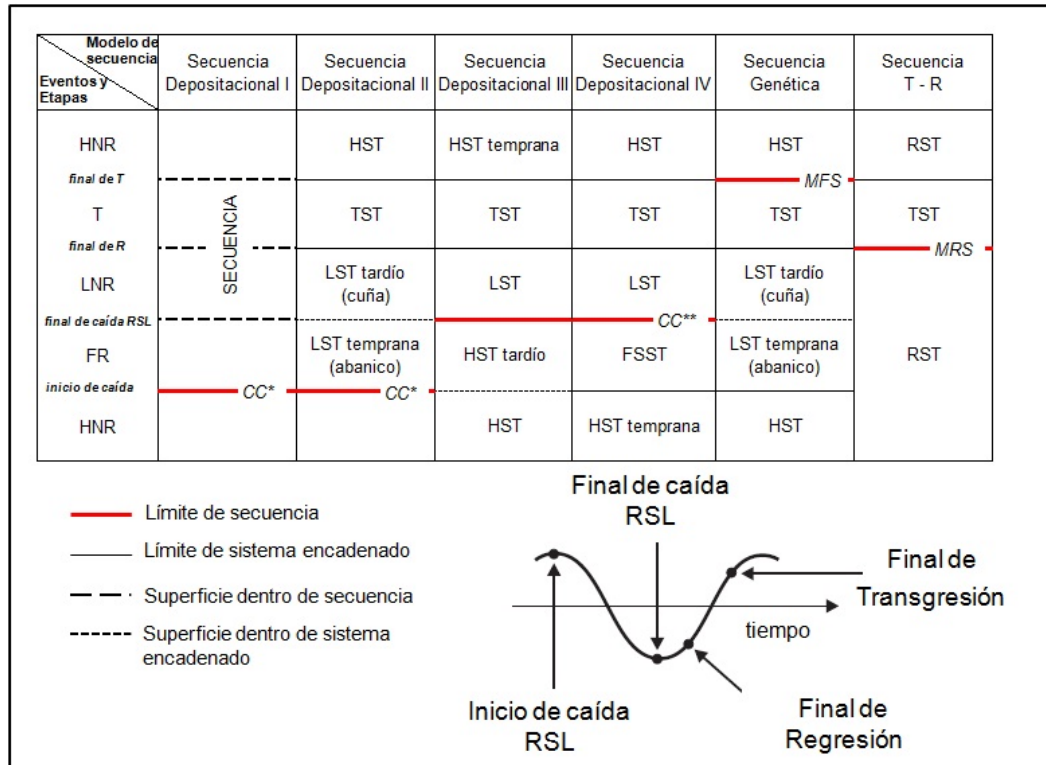 Modelo de
secuencia
Eventos y
Etapas
Secuencia
Depositacional I
Secuencia
Depositacional II
Secuencia
Depositacional III
Secuencia
Depositacional IV
Secuencia
Genética
Secuencia
T - R
HNR
HST
HST temprana
HST
HST
RST
final de T
MFS
T
SECUENCIA
TST
TST
TST
TST
TST
final de R
MRS
LNR
LST tardío
(cuña)
LST
LST
LST tardío
(cuña)
final de caída RSL
CC**
FR
LST temprana
(abanico)
HST tardío
FSST
LST temprana
(abanico)
RST
inicio de caída
CC*
CC*
HNR
HST
HST temprana
HST
Límite de secuencia
Límite de sistema encadenado
Superficie dentro de secuencia
Superficie dentro de sistema
encadenado
Final de caída
RSL
Final de
Transgresión
tiempo
Inicio de caída
RSL
Final de
Regresión